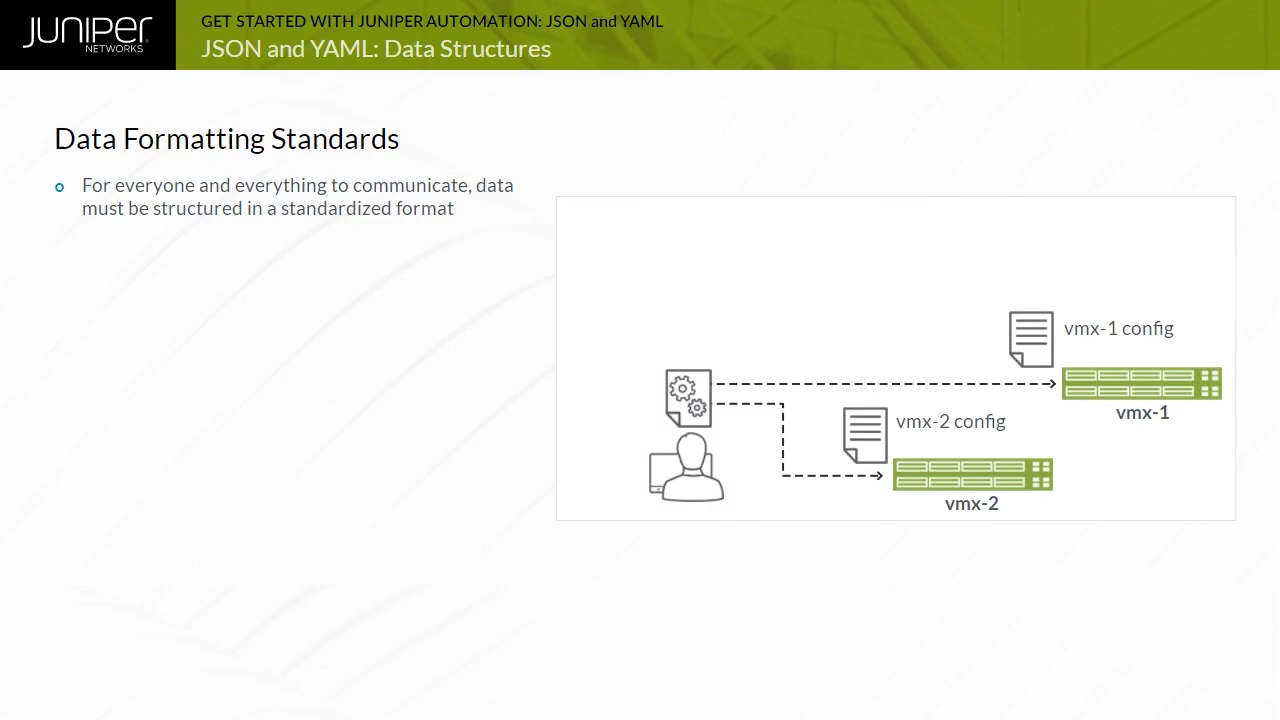 JUNIPEr
NETWORKS
GET STARTED WITH JUNIPER AUTOMATION: JSON and YAML
JSON and YAML: Data Structures
Data Formatting Standards
For everyone and everything to communicate, data
must be structured in a standardized format
vmx-1 config
vmx-1
vmx-2 config
vmx-2